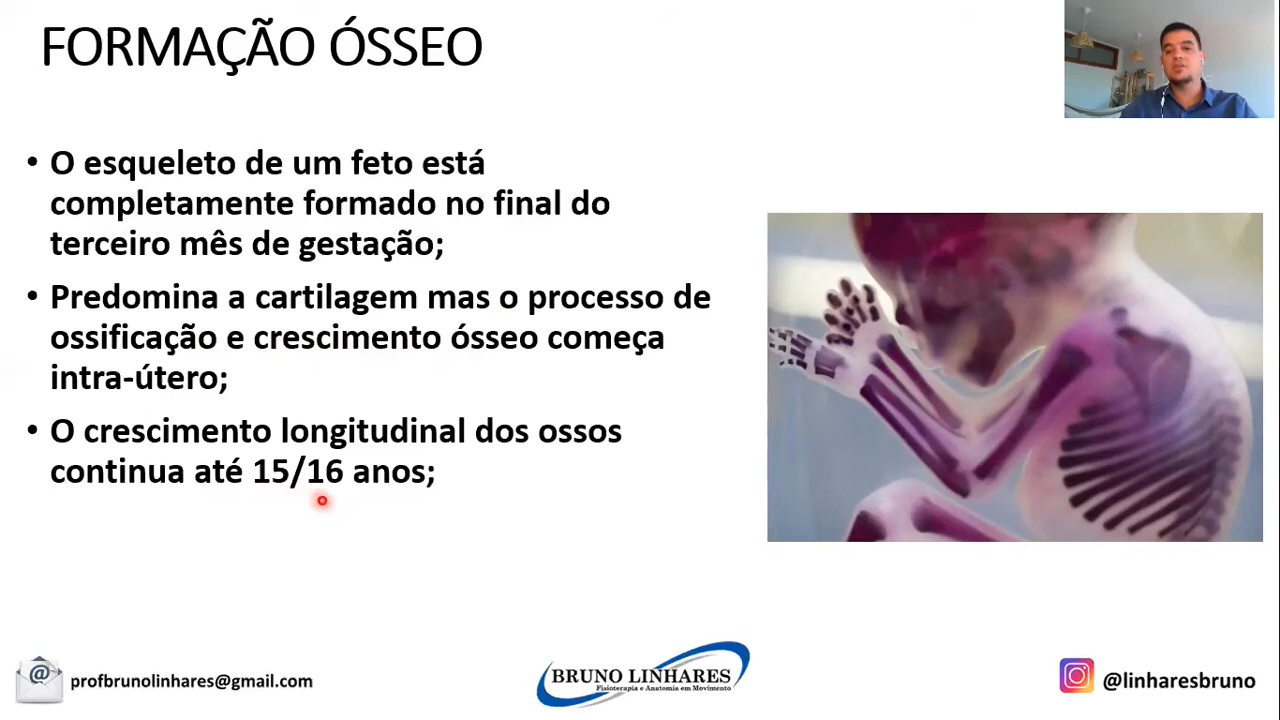 FORMAÇÃO ÓSSEO
• O esqueleto de um feto está
completamente formado no final do
terceiro mês de gestação;
• Predomina a cartilagem mas o processo de
ossificação e crescimento ósseo começa
intra-útero;
• O crescimento longitudinal dos ossos
continua até 15/16 anos;
@
profbrunolinhares@gmail.com
BRUNO LINHARES
Fisioterapia e Anatomia em Movimento
@linharesbruno